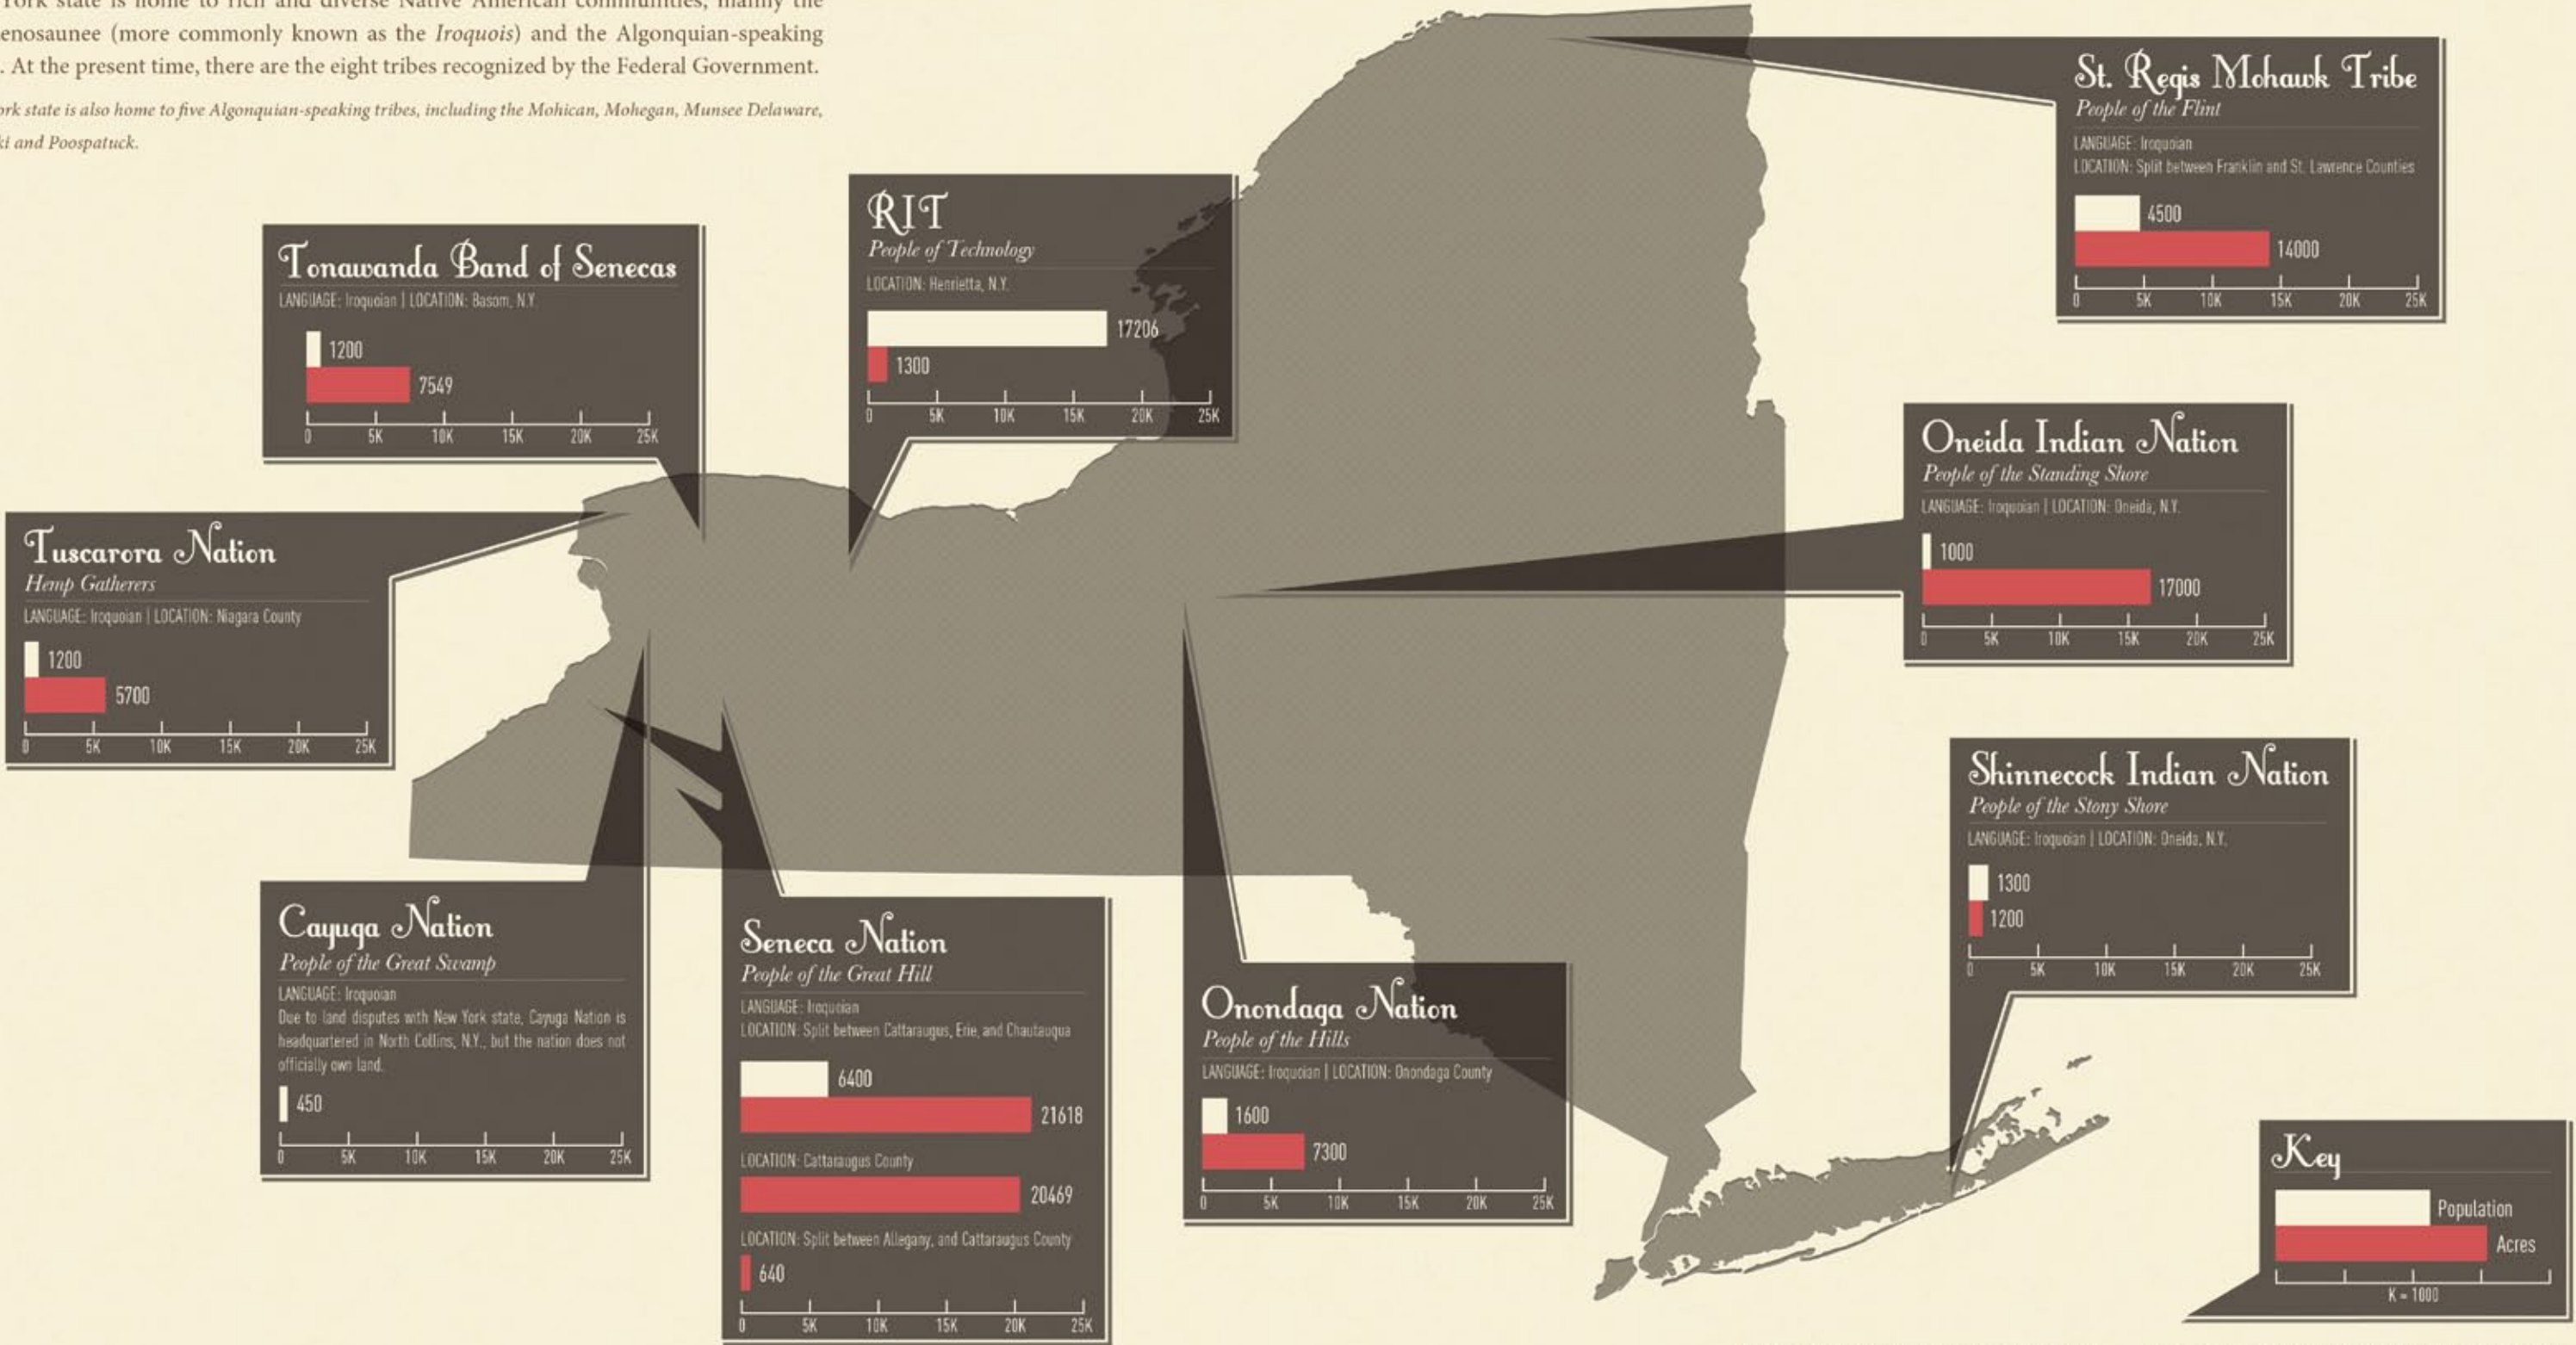 York state is home to rich and diverse Native American communities, mainly the
enosaunee (more commonly known as the Iroquois) and the Algonquian-speaking
. At the present time, there are the eight tribes recognized by the Federal Government.
ork state is also home to five Algonquian-speaking tribes, including the Mohican, Mohegan, Munsee Delaware,
ki and Poospatuck.
St. Regis Mohawk Tribe
People of the Flint
LANGUAGE: Iroquoian
LOCATION: Split between Franklin and St. Lawrence Counties
4500
14000
0 5K 10K 15K 20K 25K
RIT
People of Technology
LOCATION: Henrietta, N.Y.
17206
1300
0 5K 10K 15K 20K 25K
Tonawanda Band of Senecas
LANGUAGE: Iroquoian | LOCATION: Basom, N.Y.
1200
7549
0 5K 10K 15K 20K 25K
Oneida Indian Nation
People of the Standing Shore
LANGUAGE: Iroquoian | LOCATION: Oneida, N.Y.
1000
17000
0 5K 10K 15K 20K 25K
Tuscarora Nation
Hemp Gatherers
LANGUAGE: Iroquoian | LOCATION: Niagara County
1200
5700
0 5K 10K 15K 20K 25K
Shinnecock Indian Nation
People of the Stony Shore
LANGUAGE: Iroquoian | LOCATION: Oneida, N.Y.
1300
1200
0 5K 10K 15K 20K 25K
Cayuga Nation
People of the Great Swamp
LANGUAGE: Iroquoian
Due to land disputes with New York state, Cayuga Nation is
headquartered in North Collins, N.Y., but the nation does not
officially own land.
450
0 5K 10K 15K 20K 25K
Seneca Nation
People of the Great Hill
LANGUAGE: Iroquoian
LOCATION: Split between Cattaraugus, Erie, and Chautauqua
6400
21618
LOCATION: Cattaraugus County
20469
LOCATION: Split between Allegany, and Cattaraugus County
640
0 5K 10K 15K 20K 25K
Onondaga Nation
People of the Hills
LANGUAGE: Iroquoian | LOCATION: Onondaga County
1600
7300
0 5K 10K 15K 20K 25K
Key
Population
Acres
K = 1000